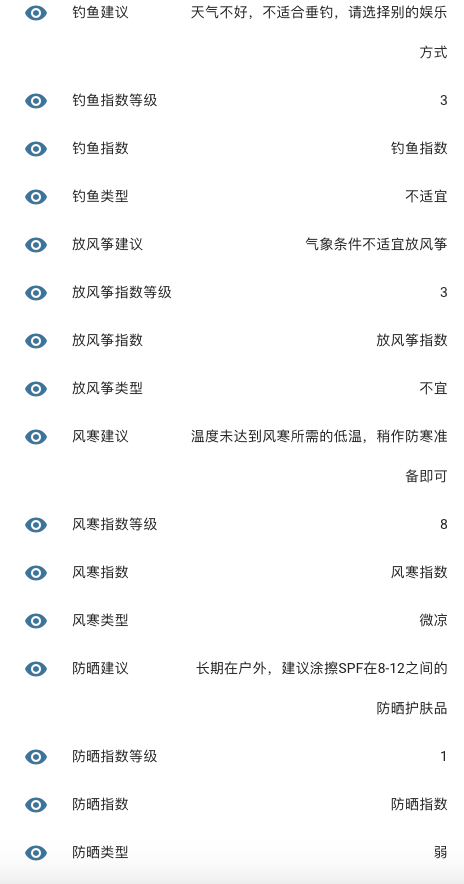 钓鱼建议 天气不好，不适合垂钓，请选择别的娱乐
方式
钓鱼指数等级 3
钓鱼指数 钓鱼指数
钓鱼类型 不适宜
放风筝建议 气象条件不适宜放风筝
放风筝指数等级 3
放风筝指数 放风筝指数
放风筝类型 不宜
风寒建议 温度未达到风寒所需的低温，稍作防寒准
备即可
风寒指数等级 8
风寒指数 风寒指数
风寒类型 微凉
防晒建议 长期在户外，建议涂擦SPF在8-12之间的
防晒护肤品
防晒指数等级 1
防晒指数 防晒指数
防晒类型 弱